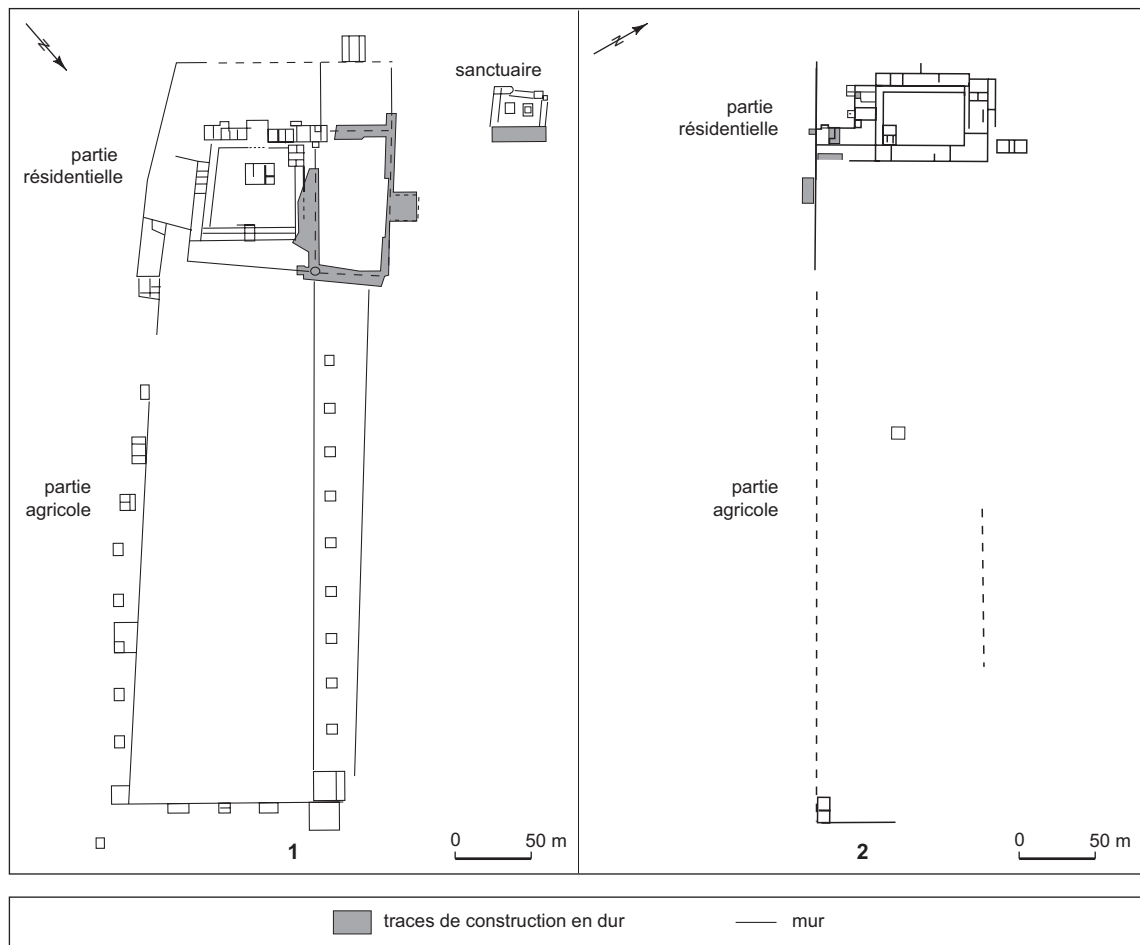 N
sanctuaire
partie
résidentielle
partie
agricole
0 50 m
1
N
partie
résidentielle
partie
agricole
0 50 m
2
traces de construction en dur
mur